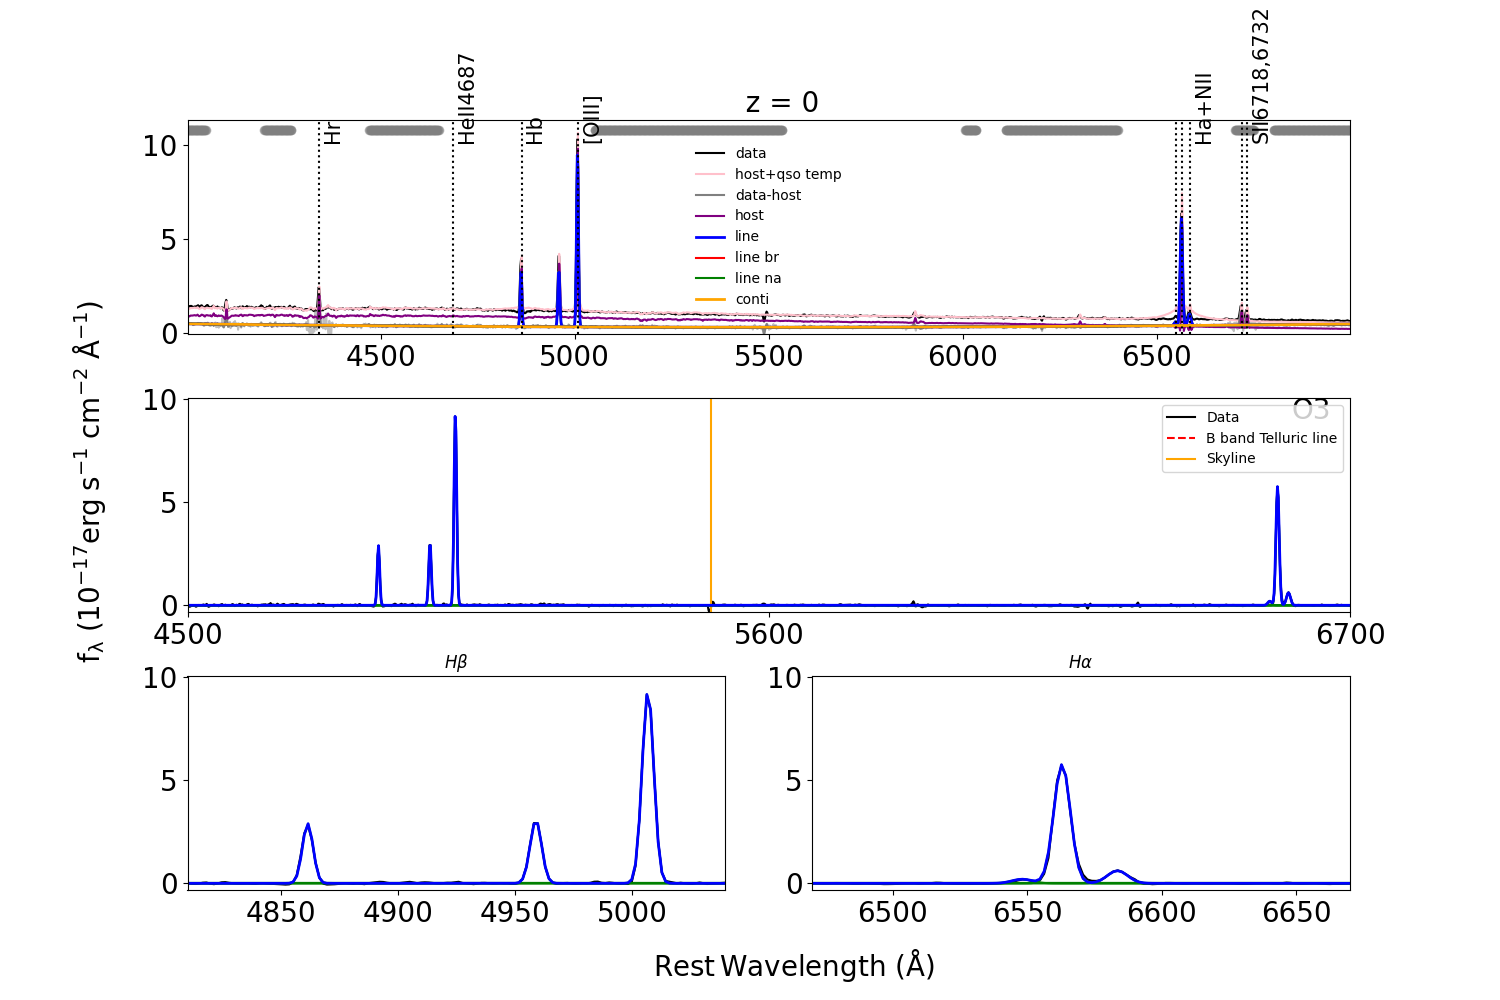 z = 0
Hr
HeII4687
Hb
[OIII]
Ha+NII
SII6718,6732
10
5
0
data
host+qso temp
data-host
host
line
line br
line na
conti
4500
5000
5500
6000
6500
fλ (10−17erg s−1 cm−2 Å−1)
10
5
0
O3
Data
B band Telluric line
Skyline
4500
5600
6700
Hβ
10
5
0
4850
4900
4950
5000
Hα
10
5
0
6500
6550
6600
6650
Rest Wavelength (Å)